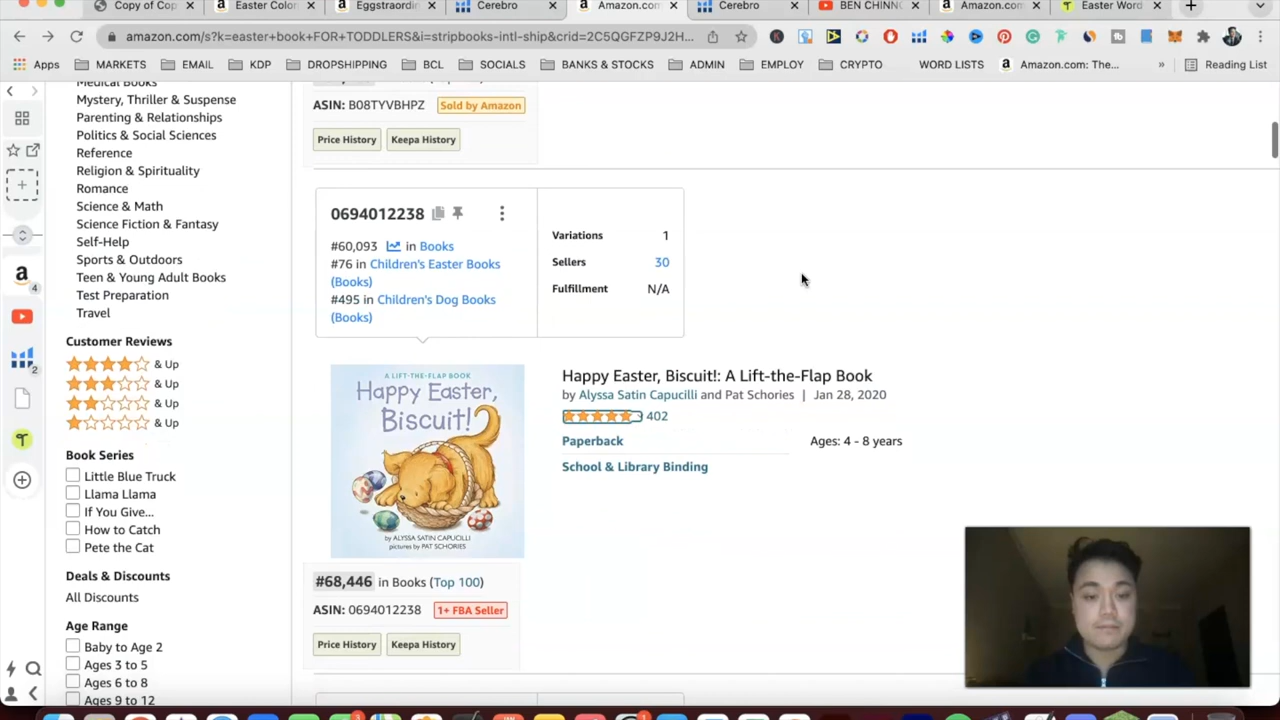 Copy of Cop
Easter Color
Eggstraordin
Cerebro
Amazon.com
Cerebro
BEN CHINNO
Amazon.com
Easter Word
amazon.com/s?k=easter+book+FOR+TODDLERS&i=stripbooks-intl-ship&crid=2C5QGFZP9J2H...
Apps
MARKETS
EMAIL
KDP
DROPSHIPPING
BCL
SOCIALS
BANKS & STOCKS
ADMIN
EMPLOY
CRYPTO
WORD LISTS
Amazon.com: The...
»
Reading List
4
2
Medical Books
Mystery, Thriller & Suspense
Parenting & Relationships
Politics & Social Sciences
Reference
Religion & Spirituality
Romance
Science & Math
Science Fiction & Fantasy
Self-Help
Sports & Outdoors
Teen & Young Adult Books
Test Preparation
Travel
Customer Reviews
& Up
& Up
& Up
& Up
Book Series
Little Blue Truck
Llama Llama
If You Give...
How to Catch
Pete the Cat
Deals & Discounts
All Discounts
Age Range
Baby to Age 2
Ages 3 to 5
Ages 6 to 8
Ages 9 to 12
ASIN: B08TYVBHPZ Sold by Amazon
Price History Keepa History
0694012238
#60,093 in Books
#76 in Children's Easter Books
(Books)
#495 in Children's Dog Books
(Books)
Variations 1
Sellers 30
Fulfillment N/A
A LIFT-THE-FLAP BOOK
Happy Easter,
Biscuit!
by ALYSSA SATIN CAPUCILLI
pictures by PAT SCHORIES
Happy Easter, Biscuit!: A Lift-the-Flap Book
by Alyssa Satin Capucilli and Pat Schories | Jan 28, 2020
402
Paperback
Ages: 4 - 8 years
School & Library Binding
#68,446 in Books (Top 100)
ASIN: 0694012238 1+ FBA Seller
Price History Keepa History